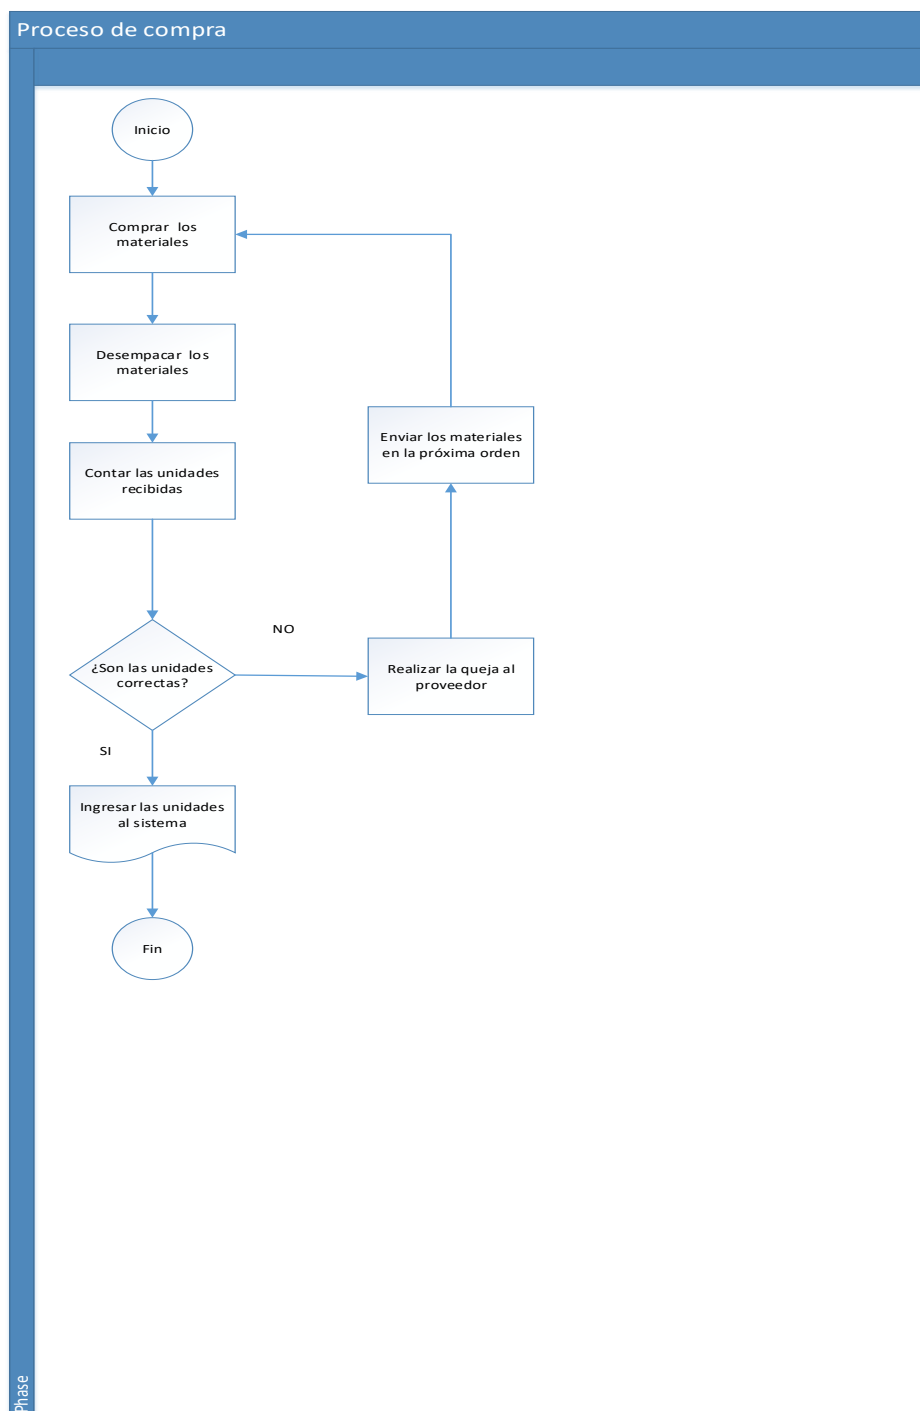 Proceso de compra
Inicio
Comprar los
materiales
Desempacar los
materiales
Enviar los materiales
en la próxima orden
Contar las unidades
recibidas
NO
¿Son las unidades
correctas?
Realizar la queja al
proveedor
SI
Ingresar las unidades
al sistema
Fin
Phase